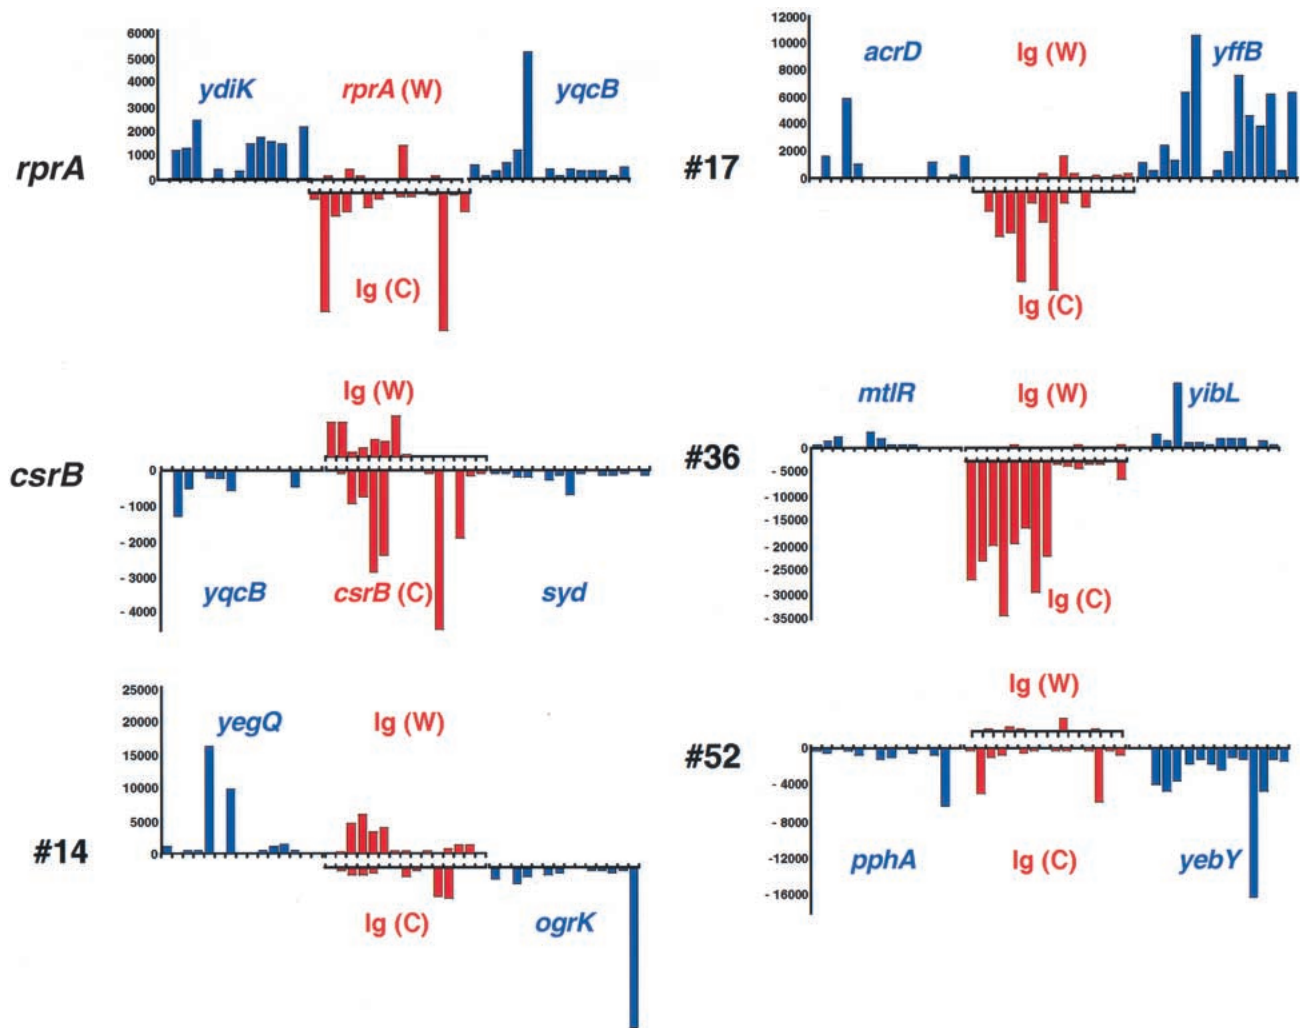 rprA
6000
5000
4000
3000
2000
1000
0
ydiK
rprA (W)
yqcB
Ig (C)
#17
12000
10000
8000
6000
4000
2000
0
acrD
Ig (W)
yffB
Ig (C)
csrB
Ig (W)
0
- 1000
- 2000
- 3000
- 4000
yqcB
csrB (C)
syd
#36
mtlR
Ig (W)
yibL
0
- 5000
- 10000
- 15000
- 20000
- 25000
- 30000
- 35000
Ig (C)
#14
25000
20000
15000
10000
5000
0
yegQ
Ig (W)
Ig (C)
ogrK
#52
Ig (W)
0
- 4000
- 8000
- 12000
- 16000
pphA
Ig (C)
yebY